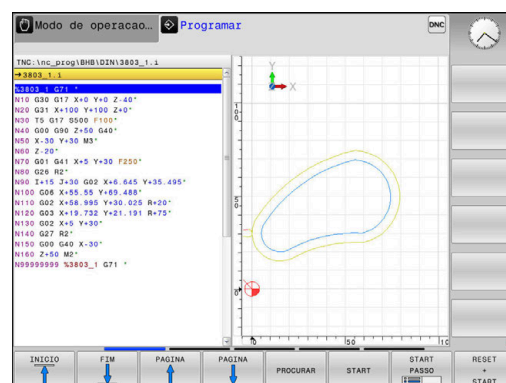 Modo de operacao... Programar
DNC
TNC:\nc_prog\BHB\DIN\3803_1.i
→3803_1.i
%3803_1 G71 *
N10 G30 G17 X+0 Y+0 Z-40*
N20 G31 X+100 Y+100 Z+0*
N30 T5 G17 S500 F100*
N40 G00 G90 Z+50 G40*
N50 X-30 Y+30 M3*
N60 Z-20*
N70 G01 G41 X+5 Y+30 F250*
N80 G26 R2*
N90 I+15 J+30 G02 X+6.645 Y+35.495*
N100 G06 X+55.55 Y+69.488*
N110 G02 X+58.995 Y+30.025 R+20*
N120 G03 X+19.732 Y+21.191 R+75*
N130 G02 X+5 Y+30*
N140 G27 R2*
N150 G00 G40 X-30*
N160 Z+50 M2*
N99999999 %3803_1 G71 *
Y
X
100
50
0
0
50
10
INICIO
FIM
PAGINA
PAGINA
PROCURAR
START
START
PASSO
RESET
+
START